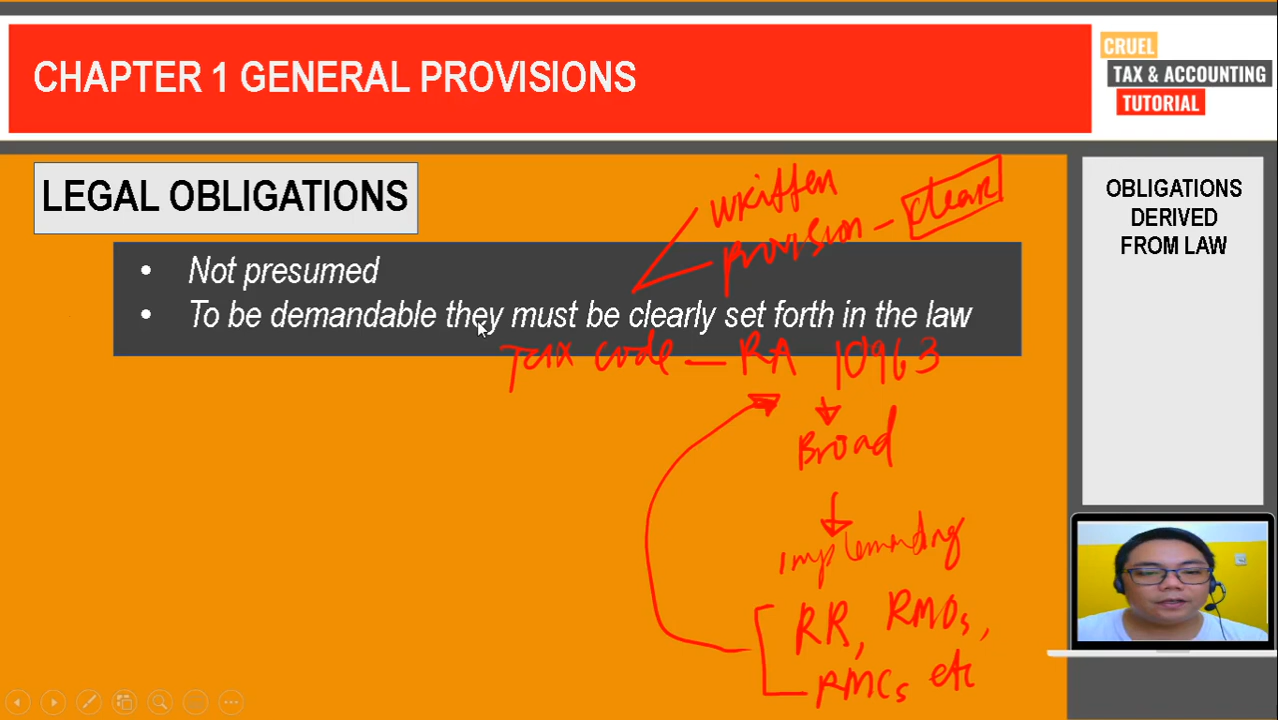 CHAPTER 1 GENERAL PROVISIONS
CRUEL
TAX & ACCOUNTING
TUTORIAL
LEGAL OBLIGATIONS
written
provision - clear
• Not presumed
• To be demandable they must be clearly set forth in the law
Tax code — RA 10963
Broad
implementing
RR, RMOs,
RMCs etc
OBLIGATIONS
DERIVED
FROM LAW